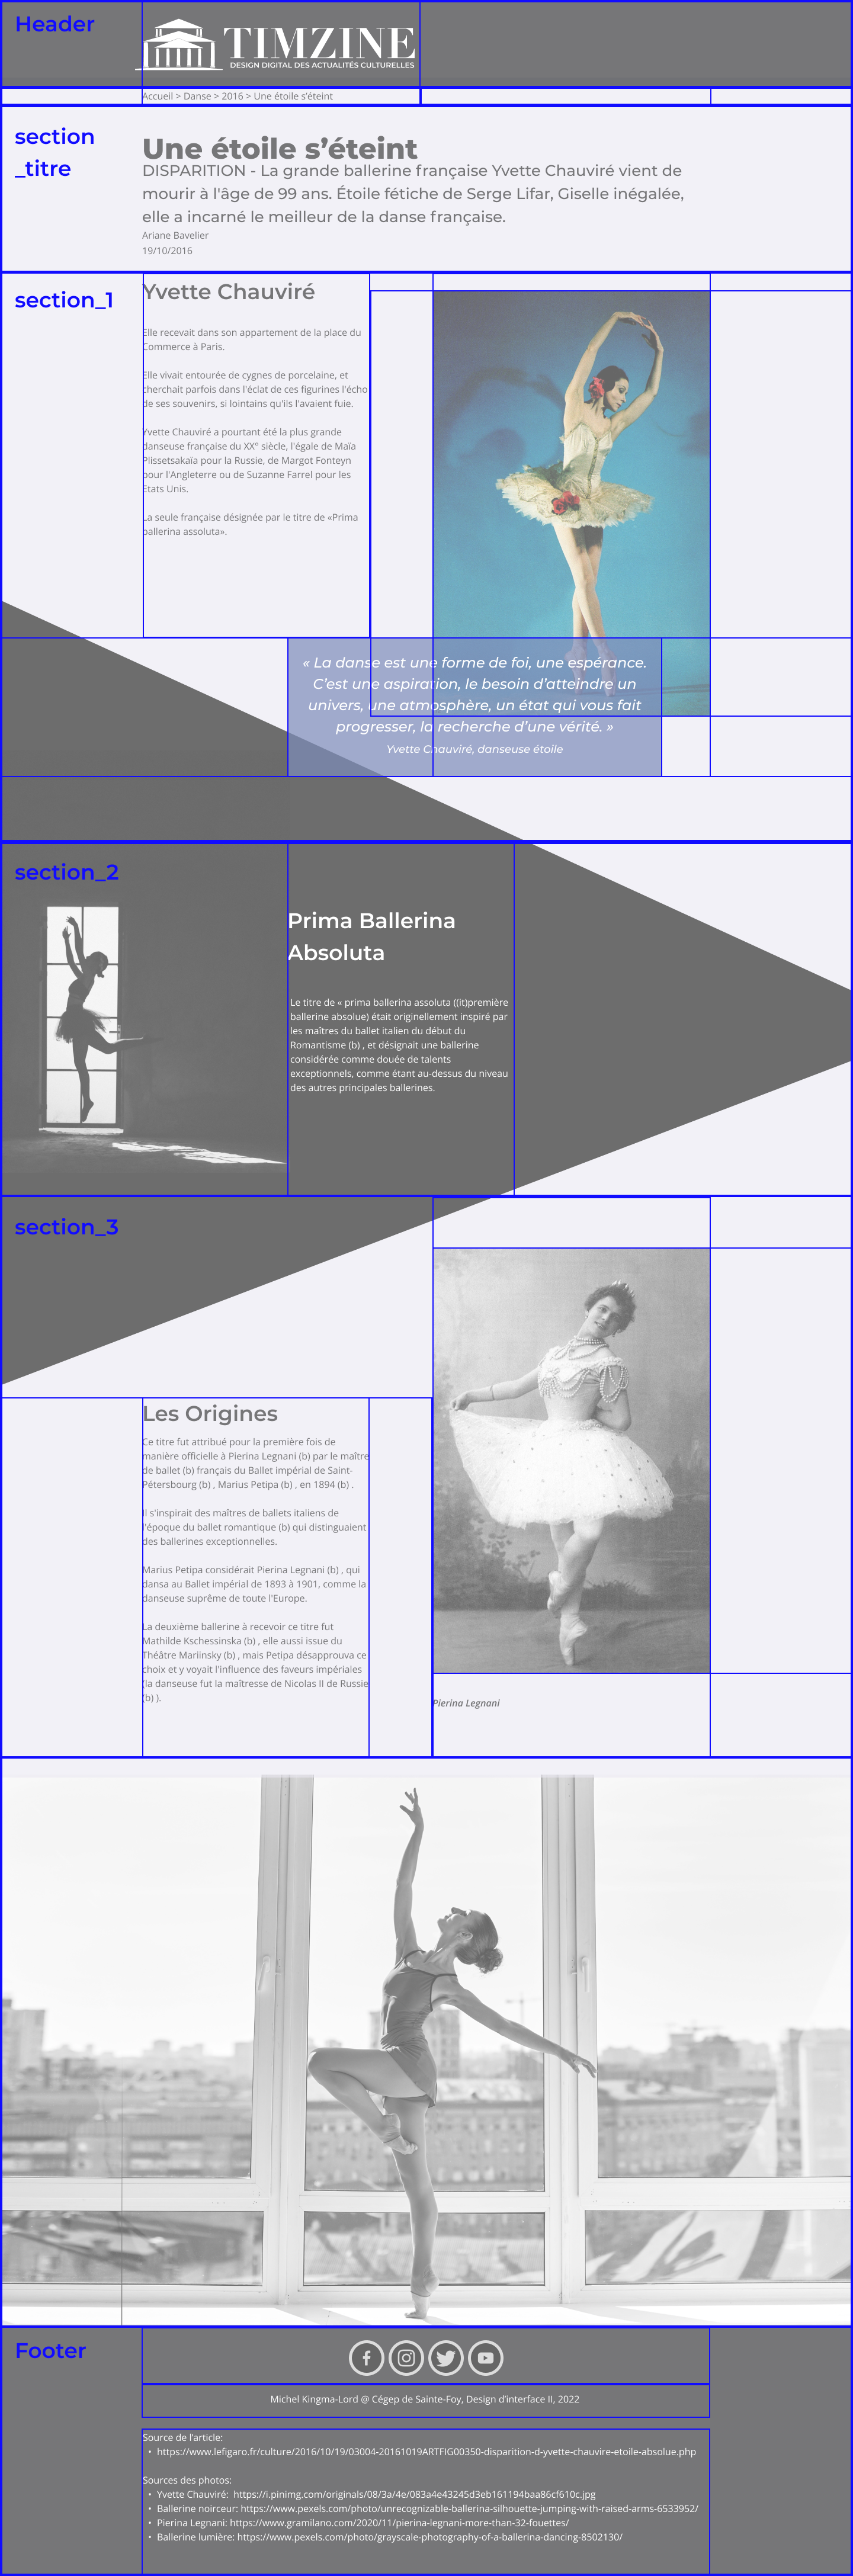 Header
TIMZINE
DESIGN DIGITAL DES ACTUALITÉS CULTURELLES
Accueil > Danse > 2016 > Une étoile s'éteint
section
_titre
Une étoile s’éteint
DISPARITION - La grande ballerine française Yvette Chauviré vient de
mourir à l'âge de 99 ans. Étoile fétiche de Serge Lifar, Giselle inégalée,
elle a incarné le meilleur de la danse française.
Ariane Bavelier
19/10/2016
section_1
Yvette Chauviré
Elle recevait dans son appartement de la place du
Commerce à Paris.
Elle vivait entourée de cygnes de porcelaine, et
cherchait parfois dans l'éclat de ces figurines l'écho
de ses souvenirs, si lointains qu'ils l'avaient fuie.
Yvette Chauviré a pourtant été la plus grande
danseuse française du XX° siècle, l'égale de Maïa
Plissetsakaïa pour la Russie, de Margot Fonteyn
pour l'Angleterre ou de Suzanne Farrel pour les
Etats Unis.
La seule française désignée par le titre de «Prima
ballerina assoluta».
« La danse est une forme de foi, une espérance.
C’est une aspiration, le besoin d’atteindre un
univers, une atmosphère, un état qui vous fait
progresser, la recherche d’une vérité. »
Yvette Chauviré, danseuse étoile
section_2
Prima Ballerina
Absoluta
Le titre de « prima ballerina assoluta ((it)première
ballerine absolue) était originellement inspiré par
les maîtres du ballet italien du début du
Romantisme (b) , et désignait une ballerine
considérée comme douée de talents
exceptionnels, comme étant au-dessus du niveau
des autres principales ballerines.
section_3
Les Origines
Ce titre fut attribué pour la première fois de
manière officielle à Pierina Legnani (b) par le maître
de ballet (b) français du Ballet impérial de Saint-
Pétersbourg (b) , Marius Petipa (b) , en 1894 (b) .
Il s'inspirait des maîtres de ballets italiens de
l'époque du ballet romantique (b) qui distinguaient
des ballerines exceptionnelles.
Marius Petipa considérait Pierina Legnani (b) , qui
dansa au Ballet impérial de 1893 à 1901, comme la
danseuse suprême de toute l'Europe.
La deuxième ballerine à recevoir ce titre fut
Mathilde Kschessinska (b) , elle aussi issue du
Théâtre Mariinsky (b) , mais Petipa désapprouva ce
choix et y voyait l'influence des faveurs impériales
(la danseuse fut la maîtresse de Nicolas II de Russie
(b) ).
Pierina Legnani
Footer
Michel Kingma-Lord @ Cégep de Sainte-Foy, Design d’interface II, 2022
Source de l’article:
• https://www.lefigaro.fr/culture/2016/10/19/03004-20161019ARTFIG00350-disparition-d-yvette-chauvire-etoile-absolue.php
Sources des photos:
• Yvette Chauviré: https://i.pinimg.com/originals/08/3a/4e/083a4e43245d3eb161194baa86cf610c.jpg
• Ballerine noirceur: https://www.pexels.com/photo/unrecognizable-ballerina-silhouette-jumping-with-raised-arms-6533952/
• Pierina Legnani: https://www.gramilano.com/2020/11/pierina-legnani-more-than-32-fouettes/
• Ballerine lumière: https://www.pexels.com/photo/grayscale-photography-of-a-ballerina-dancing-8502130/